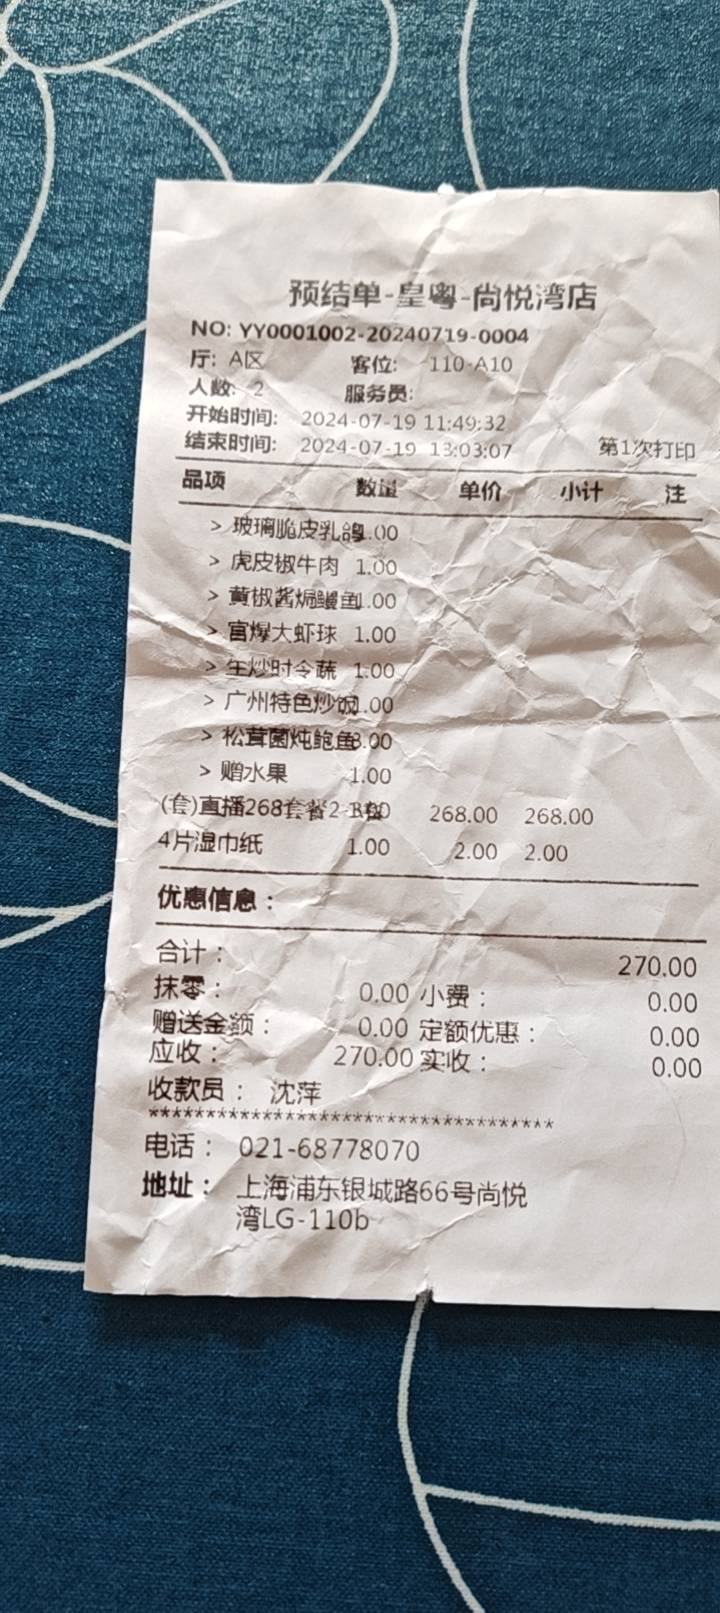 预结单-皇粤-尚悦湾店
NO: YY0001002-20240719-0004
厅: A区 客位: 110-A10
人数: 2 服务员:
开始时间: 2024-07-19 11:49:32
结束时间: 2024-07-19 13:03:07 第1次打印
品项 数量 单价 小计 注
> 玻璃脆皮乳鸽1.00
> 虎皮椒牛肉 1.00
> 黄椒酱焗鳗鱼1.00
> 宫爆大虾球 1.00
> 生炒时令蔬 1.00
> 广州特色炒饭1.00
> 松茸菌炖鲍鱼3.00
> 赠水果 1.00
(套)直播268套餐2-3 268.00 268.00
4片湿巾纸 1.00 2.00 2.00
优惠信息：
合计： 270.00
抹零： 0.00 小费： 0.00
赠送金额： 0.00 定额优惠： 0.00
应收： 270.00 实收： 0.00
收款员： 沈萍
****************************************
电话： 021-68778070
地址： 上海浦东银城路66号尚悦
湾LG-110b